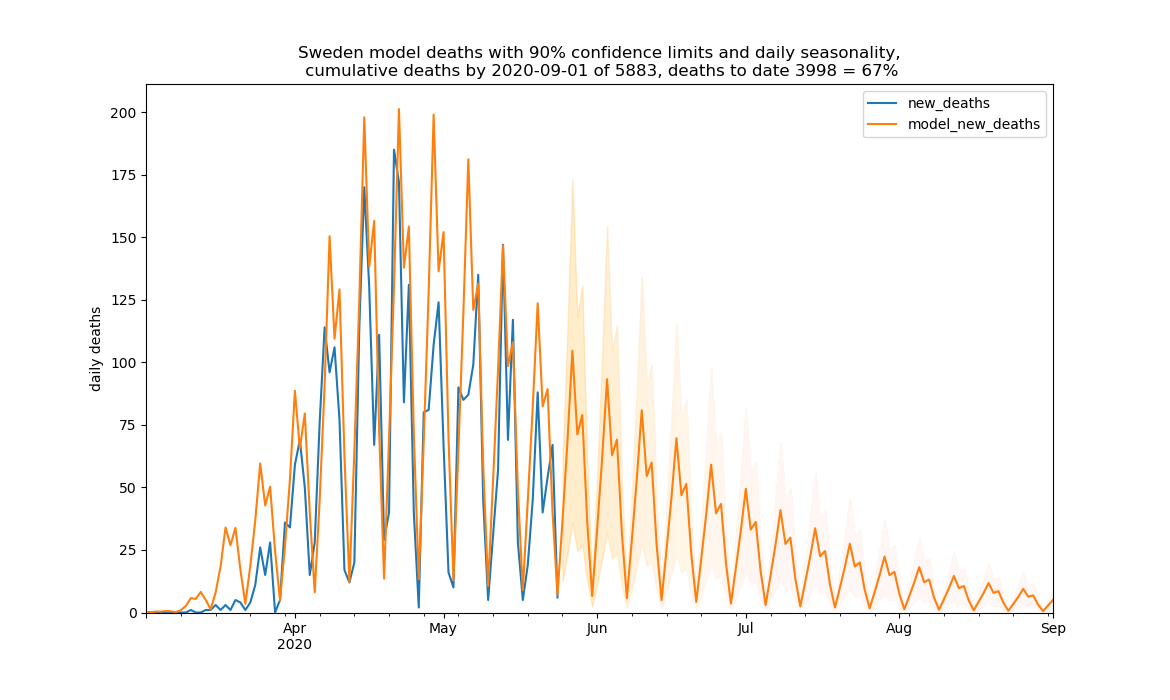 Sweden model deaths with 90% confidence limits and daily seasonality,
cumulative deaths by 2020-09-01 of 5883, deaths to date 3998 = 67%
new_deaths
model_new_deaths
daily deaths
200
175
150
125
100
75
50
25
0
Apr
2020
May
Jun
Jul
Aug
Sep